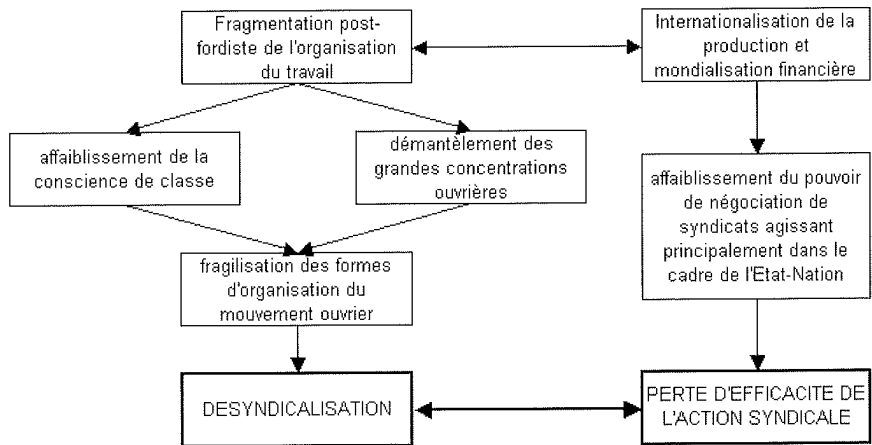 Fragmentation post-
fordiste de l'organisation
du travail
Internationalisation de la
production et
mondialisation financière
affaiblissement de la
conscience de classe
démantèlement des
grandes concentrations
ouvrières
affaiblissement du pouvoir
de négociation de
syndicats agissant
principalement dans le
cadre de l'Etat-Nation
fragilisation des formes
d'organisation du
mouvement ouvrier
DESYNDICALISATION
PERTE D'EFFICACITE DE
L'ACTION SYNDICALE